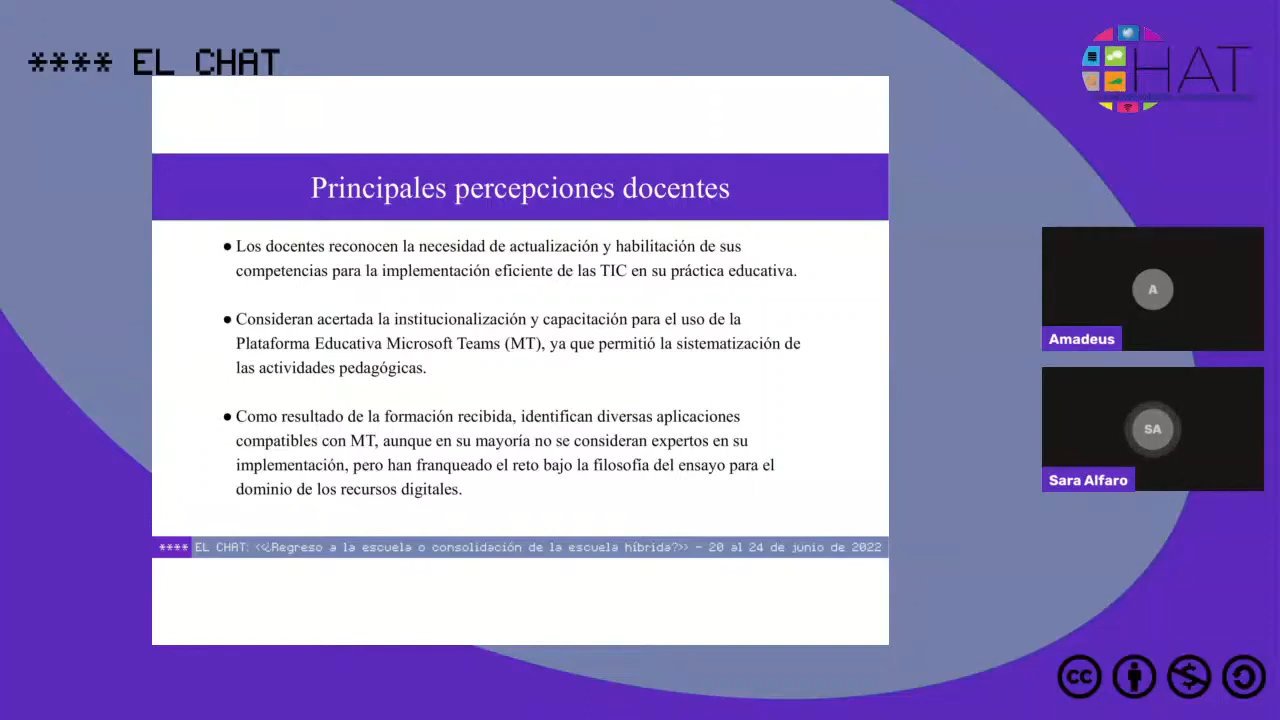 **** EL CHAT
HAT
Principales percepciones docentes
● Los docentes reconocen la necesidad de actualización y habilitación de sus
competencias para la implementación eficiente de las TIC en su práctica educativa.
● Consideran acertada la institucionalización y capacitación para el uso de la
Plataforma Educativa Microsoft Teams (MT), ya que permitió la sistematización de
las actividades pedagógicas.
● Como resultado de la formación recibida, identifican diversas aplicaciones
compatibles con MT, aunque en su mayoría no se consideran expertos en su
implementación, pero han franqueado el reto bajo la filosofía del ensayo para el
dominio de los recursos digitales.
**** EL CHAT: <<¿Regreso a la escuela o consolidación de la escuela híbrida?>> – 20 al 24 de junio de 2022
A
Amadeus
SA
Sara Alfaro
CC